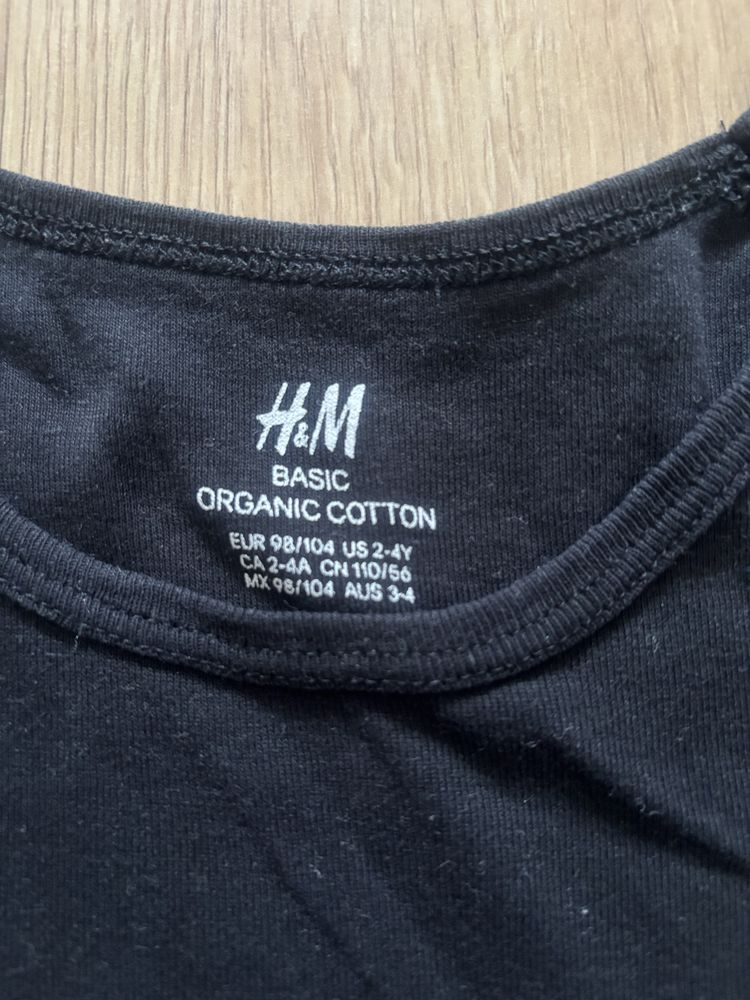 H&M
BASIC
ORGANIC COTTON
EUR 98/104 US 2-4Y
CA 2-4A CN 110/56
MX 98/104 AUS 3-4